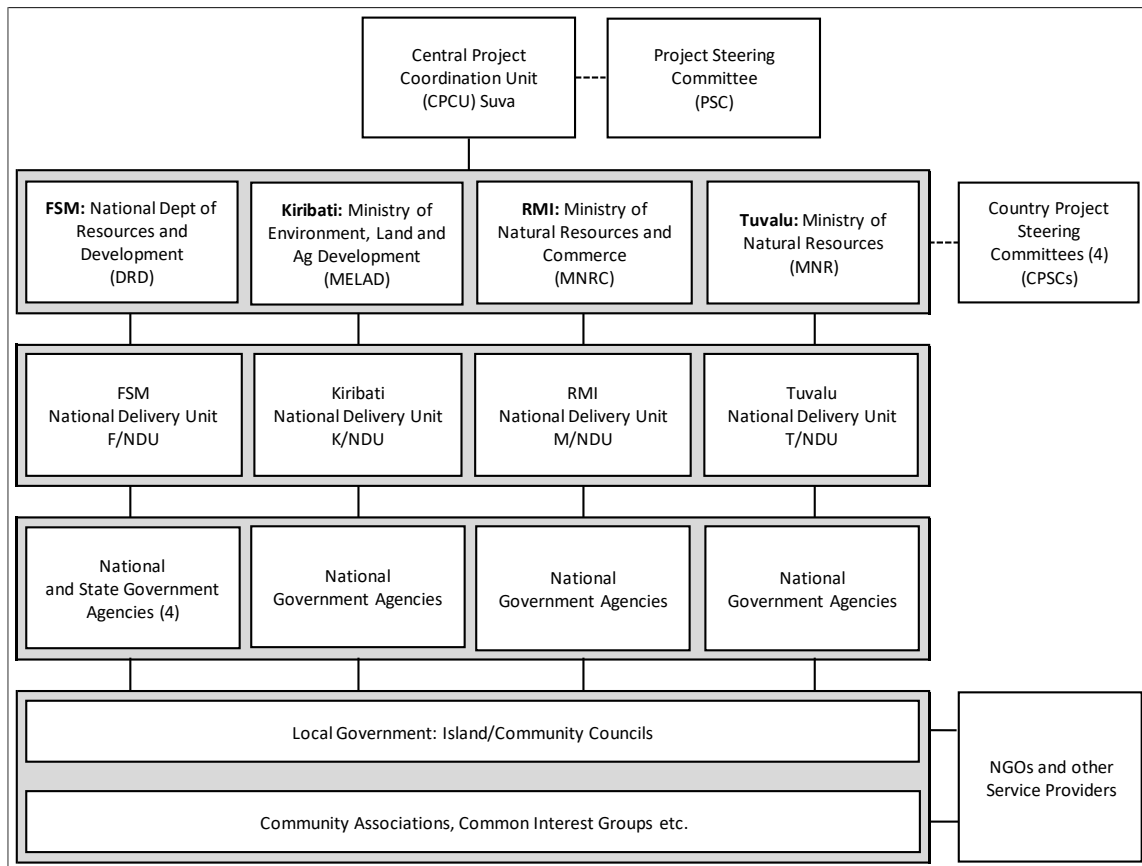 Central Project
Coordination Unit
(CPCU) Suva
Project Steering
Committee
(PSC)
FSM: National Dept of
Resources and
Development
(DRD)
Kiribati: Ministry of
Environment, Land and
Ag Development
(MELAD)
RMI: Ministry of
Natural Resources and
Commerce
(MNRC)
Tuvalu: Ministry of
Natural Resources
(MNR)
Country Project
Steering
Committees (4)
(CPSCs)
FSM
National Delivery Unit
F/NDU
Kiribati
National Delivery Unit
K/NDU
RMI
National Delivery Unit
M/NDU
Tuvalu
National Delivery Unit
T/NDU
National
and State Government
Agencies (4)
National
Government Agencies
National
Government Agencies
National
Government Agencies
Local Government: Island/Community Councils
Community Associations, Common Interest Groups etc.
NGOs and other
Service Providers